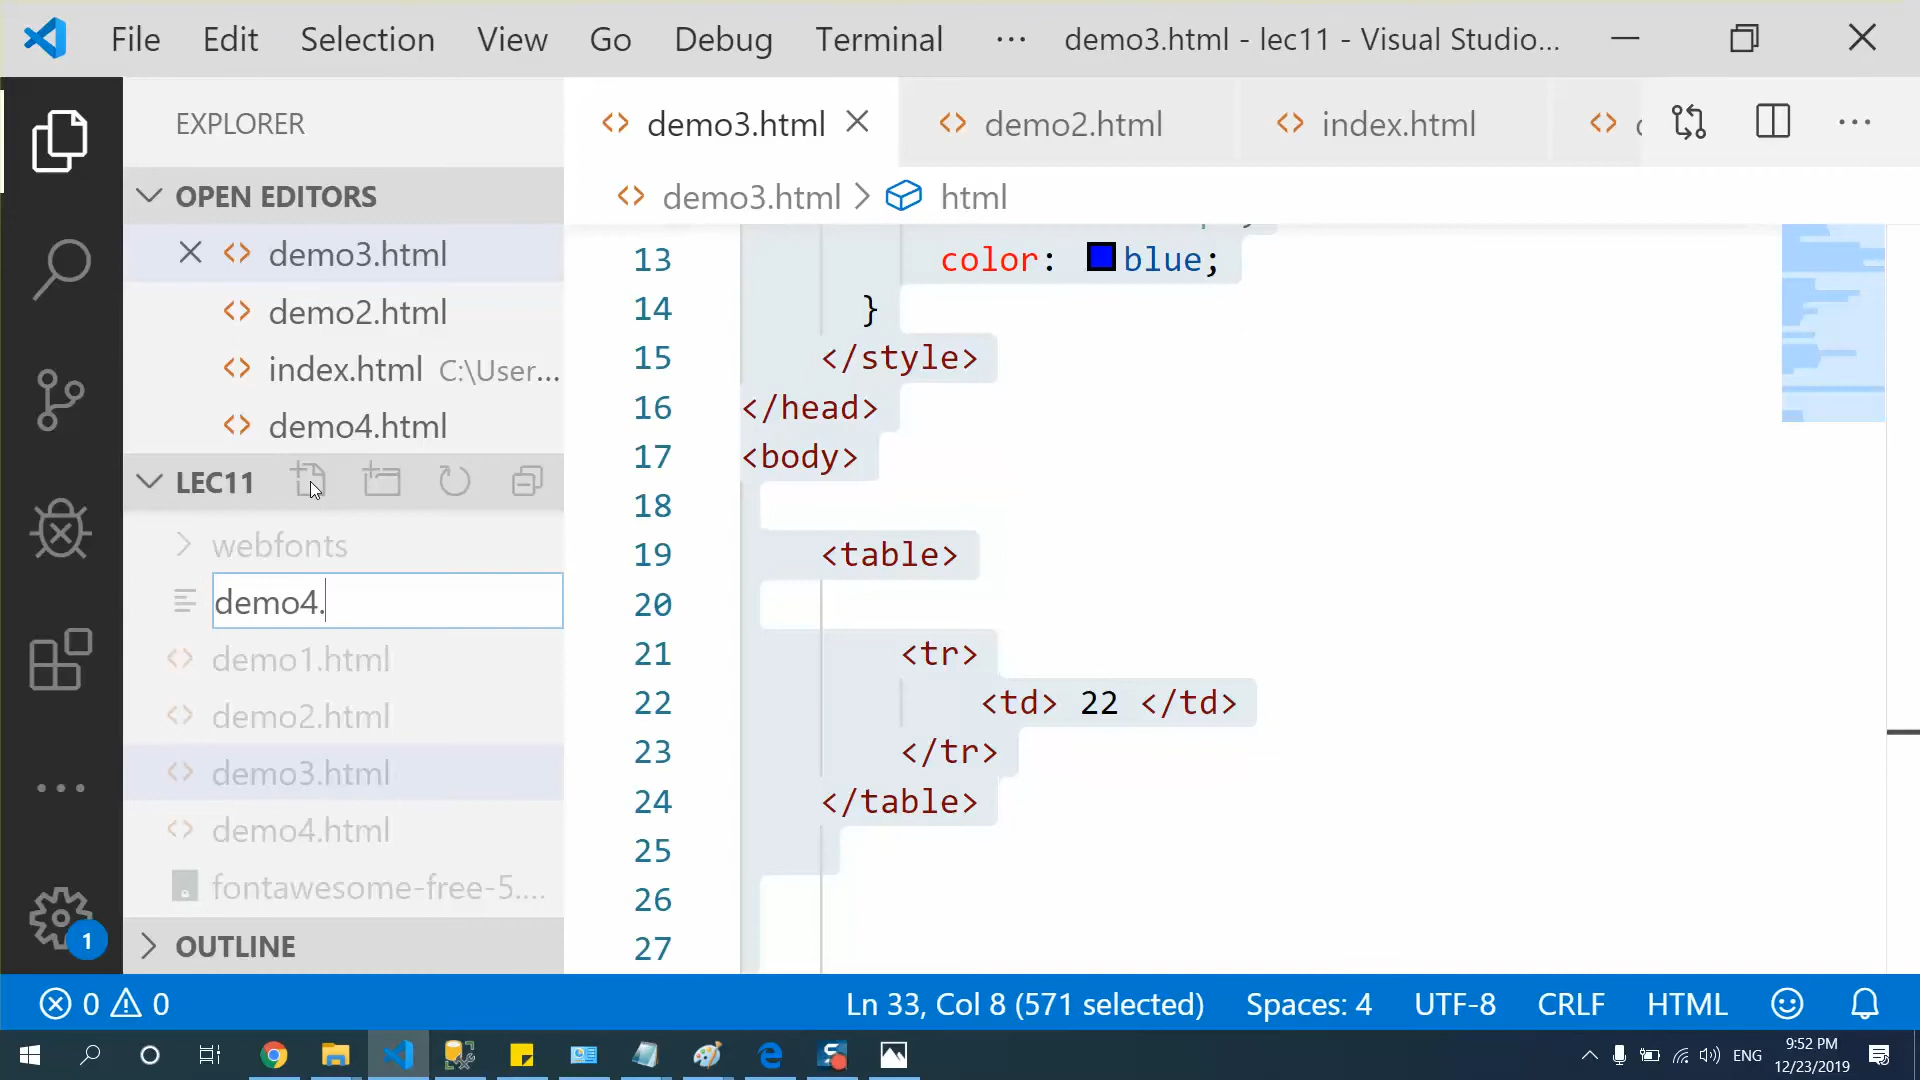 File Edit Selection View Go Debug Terminal ··· demo3.html - lec11 - Visual Studio...
EXPLORER
OPEN EDITORS
demo3.html
demo2.html
index.html C:\User...
demo4.html
LEC11
webfonts
demo4.
demo1.html
demo2.html
demo3.html
demo4.html
fontawesome-free-5....
OUTLINE
demo3.html demo2.html index.html
demo3.html > html
13 color: blue;
14 }
15 </style>
16 </head>
17 <body>
18
19 <table>
20
21 <tr>
22 <td> 22 </td>
23 </tr>
24 </table>
25
26
27
1
0 0 Ln 33, Col 8 (571 selected) Spaces: 4 UTF-8 CRLF HTML
ENG 9:52 PM
12/23/2019